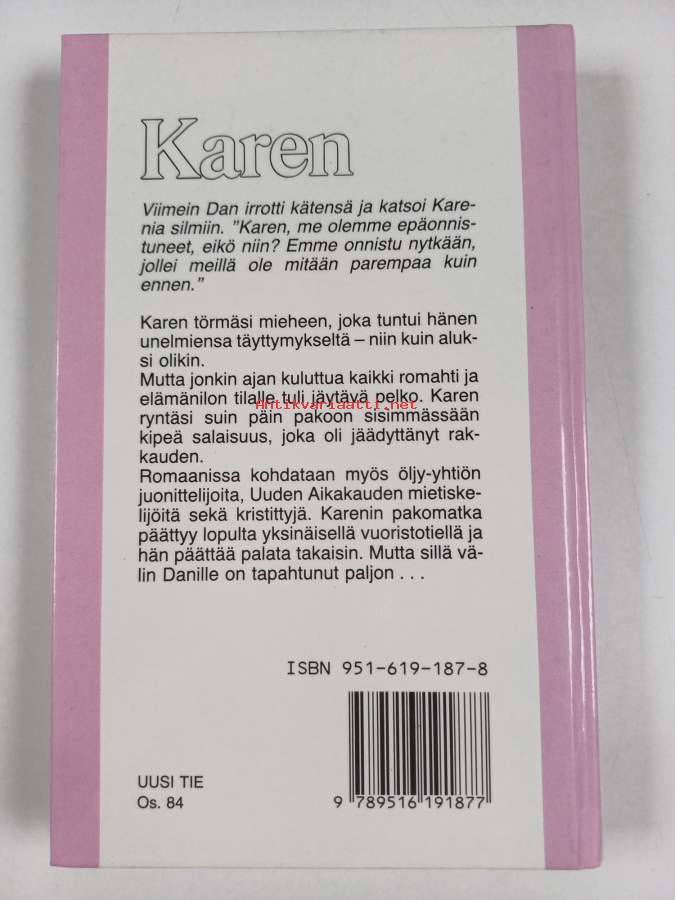 Karen
Viimein Dan irrotti kätensä ja katsoi Kare-
nia silmiin. ”Karen, me olemme epäonnis-
tuneet, eikö niin? Emme onnistu nytkään,
jollei meillä ole mitään parempaa kuin
ennen.”
Karen törmäsi mieheen, joka tuntui hänen
unelmiensa täyttymykseltä – niin kuin aluk-
si olikin.
Mutta jonkin ajan kuluttua kaikki romahti ja
elämänilon tilalle tuli jäytävä pelko. Karen
Antikvariaatti.net
ryntäsi suin päin pakoon sisimmässään
kipeä salaisuus, joka oli jäädyttänyt rak-
kauden.
Romaanissa kohdataan myös öljy-yhtiön
juonittelijoita, Uuden Aikakauden mietiske-
lijöitä sekä kristittyjä. Karenin pakomatka
päättyy lopulta yksinäisellä vuoristotiellä ja
hän päättää palata takaisin. Mutta sillä vä-
lin Danille on tapahtunut paljon . . .
ISBN 951-619-187-8
UUSI TIE
Os. 84
9 789516 191877